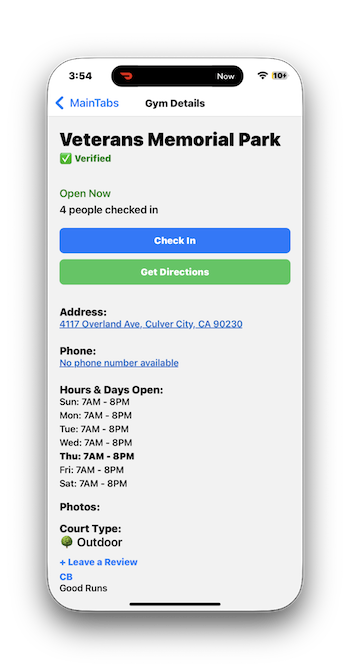 3:54
Now
10
MainTabs
Gym Details
Veterans Memorial Park
✅ Verified
Open Now
4 people checked in
Check In
Get Directions
Address:
4117 Overland Ave, Culver City, CA 90230
Phone:
No phone number available
Hours & Days Open:
Sun: 7AM - 8PM
Mon: 7AM - 8PM
Tue: 7AM - 8PM
Wed: 7AM - 8PM
Thu: 7AM - 8PM
Fri: 7AM - 8PM
Sat: 7AM - 8PM
Photos:
Court Type:
🌳 Outdoor
+ Leave a Review
CB
Good Runs